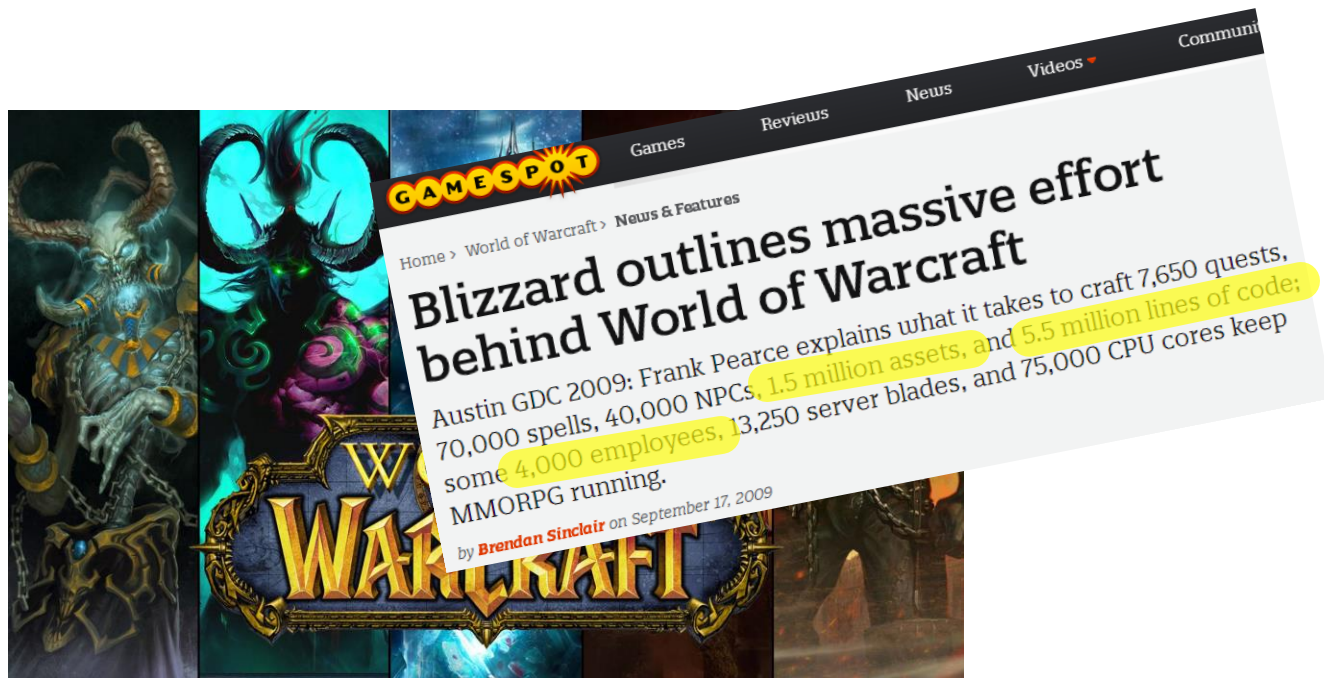 GAMESPOT
Games
Reviews
News
Videos
Home > World of Warcraft > News & Features
Blizzard outlines massive effort
behind World of Warcraft
Austin GDC 2009: Frank Pearce explains what it takes to craft 7,650 quests,
70,000 spells, 40,000 NPCs, 1.5 million assets, and 5.5 million lines of code;
some 4,000 employees, 13,250 server blades, and 75,000 CPU cores keep
MMORPG running.
by Brendan Sinclair on September 17, 2009
WARCRAFT